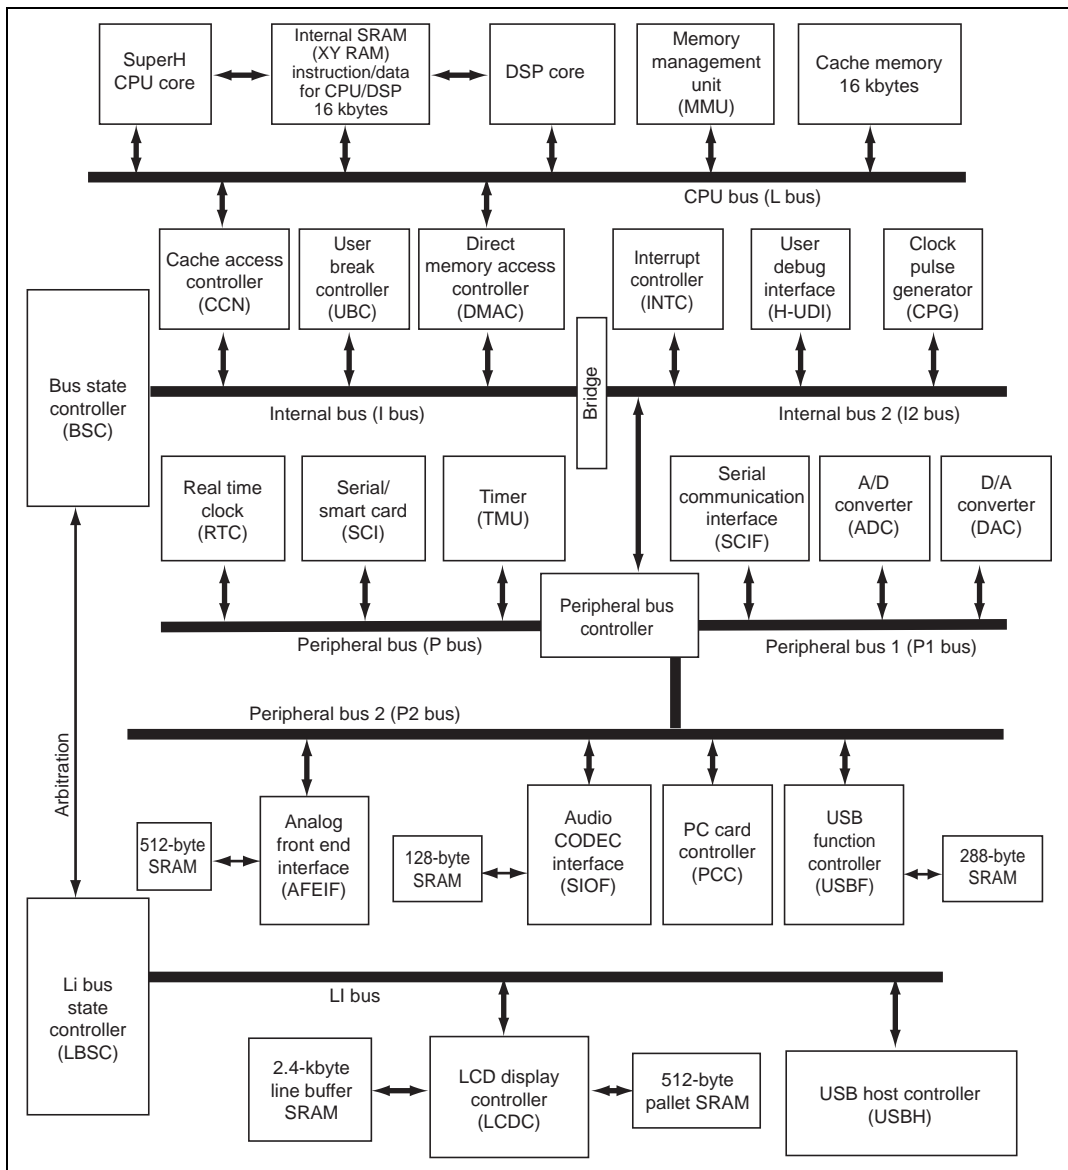 SuperH
CPU core
Internal SRAM
(XY RAM)
instruction/data
for CPU/DSP
16 kbytes
DSP core
Memory
management
unit
(MMU)
Cache memory
16 kbytes
CPU bus (L bus)
Cache access
controller
(CCN)
User
break
controller
(UBC)
Direct
memory access
controller
(DMAC)
Interrupt
controller
(INTC)
User
debug
interface
(H-UDI)
Clock
pulse
generator
(CPG)
Bus state
controller
(BSC)
Bridge
Internal bus (I bus)
Internal bus 2 (I2 bus)
Real time
clock
(RTC)
Serial/
smart card
(SCI)
Timer
(TMU)
Serial
communication
interface
(SCIF)
A/D
converter
(ADC)
D/A
converter
(DAC)
Peripheral bus
controller
Peripheral bus (P bus)
Peripheral bus 1 (P1 bus)
Peripheral bus 2 (P2 bus)
Arbitration
512-byte
SRAM
Analog
front end
interface
(AFEIF)
128-byte
SRAM
Audio
CODEC
interface
(SIOF)
PC card
controller
(PCC)
USB
function
controller
(USBF)
288-byte
SRAM
Li bus
state
controller
(LBSC)
LI bus
2.4-kbyte
line buffer
SRAM
LCD display
controller
(LCDC)
512-byte
pallet SRAM
USB host controller
(USBH)